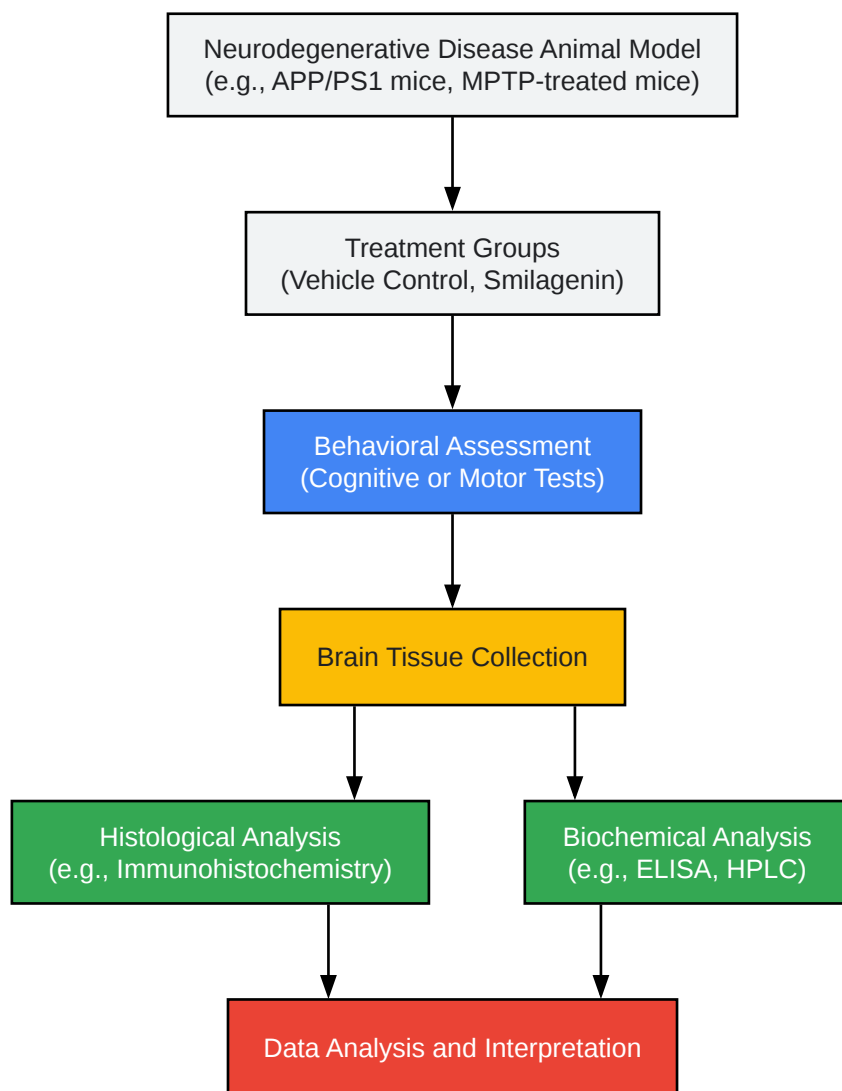 Neurodegenerative Disease Animal Model
(e.g., APP/PS1 mice, MPTP-treated mice)
Treatment Groups
(Vehicle Control, Smilagenin)
Behavioral Assessment
(Cognitive or Motor Tests)
Brain Tissue Collection
Histological Analysis
(e.g., Immunohistochemistry)
Biochemical Analysis
(e.g., ELISA, HPLC)
Data Analysis and Interpretation